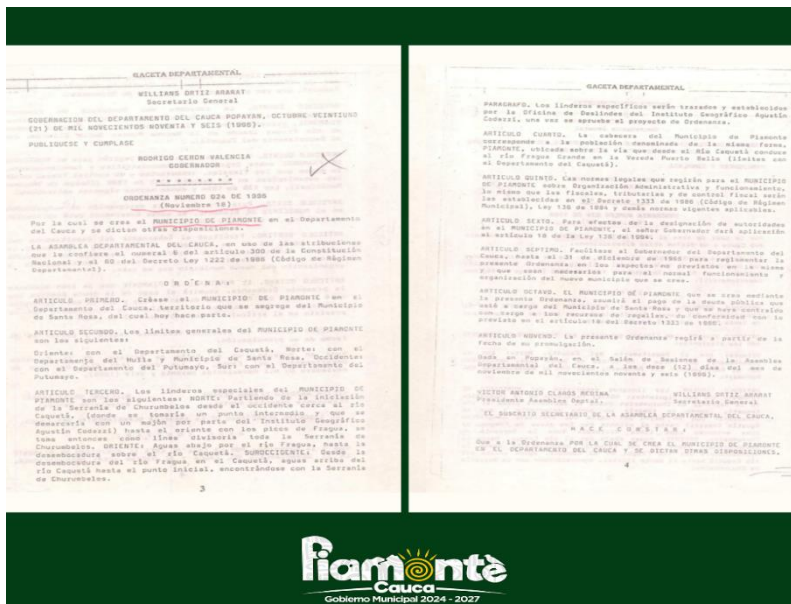 GACETA DEPARTAMENTAL
WILLIANS ORTIZ ARARAT
Secretario General
GOBERNACION DEL DEPARTAMENTO DEL CAUCA POPAYAN, OCTUBRE VEINTIUNO
(21) DE MIL NOVECIENTOS NOVENTA Y SEIS (1996).
PUBLIQUESE Y CUMPLASE
RODRIGO CERON VALENCIA
GOBERNADOR
* * * * * * * *
ORDENANZA NUMERO 024 DE 1996
(Noviembre 18)
Por la cual se crea el MUNICIPIO DE PIAMONTE en el Departamento
del Cauca y se dictan otras disposiciones.
LA ASAMBLEA DEPARTAMENTAL DEL CAUCA, en uso de las atribuciones
que le confiere el numeral 6 del artículo 300 de la Constitución
Nacional y el 60 del Decreto Ley 1222 de 1986 (Código de Régimen
Departamental).
O R D E N A :
ARTICULO PRIMERO. Créase el MUNICIPIO DE PIAMONTE en el
Departamento del Cauca, territorio que se segrega del Municipio
de Santa Rosa, del cual hoy hace parte.
ARTICULO SEGUNDO. Los límites generales del MUNICIPIO DE PIAMONTE
son los siguientes:
Oriente: con el Departamento del Caquetá, Norte: con el
Departamento del Huila y Municipio de Santa Rosa, Occidente:
con el Departamento del Putumayo, Sur: con el Departamento del
Putumayo.
ARTICULO TERCERO. Los linderos especiales del MUNICIPIO DE
PIAMONTE son los siguientes: NORTE: Partiendo de la iniciación
de la Serranía de Churumbelos desde el occidente cerca al río
Caquetá, (donde se tomaría un punto intermedio y que se
demarcaría con un mojón por parte del Instituto Geográfico
Agustín Codazzi) hasta el oriente con los picos de Fragua, se
toma entonces como línea divisoria toda la Serranía de
Churumbelos. ORIENTE: Aguas abajo por el río Fragua, hasta la
desembocadura sobre el río Caquetá. SUROCCIDENTE: Desde la
desembocadura del río Fragua en el Caquetá, aguas arriba del
río Caquetá hasta el punto inicial, encontrándose con la Serranía
de Churumbelos.
3
GACETA DEPARTAMENTAL
PARAGRAFO. Los linderos específicos serán trazados y establecidos
por la Oficina de Deslindes del Instituto Geográfico Agustín
Codazzi, una vez se apruebe el proyecto de Ordenanza.
ARTICULO CUARTO. La cabecera del Municipio de Piamonte
corresponde a la población denominada de la misma forma,
PIAMONTE, ubicada sobre la vía que desde el Río Caquetá conduce
al río Fragua Grande en la Vereda Puerto Bello (límites con
el Departamento del Caquetá).
ARTICULO QUINTO. Las normas legales que regirán para el MUNICIPIO
DE PIAMONTE sobre Organización Administrativa y funcionamiento,
lo mismo que los fiscales, tributarias y de control fiscal serán
las establecidas en el Decreto 1333 de 1986 (Código de Régimen
Municipal), Ley 136 de 1994 y demás normas vigentes aplicables.
ARTICULO SEXTO. Para efectos de la designación de autoridades
en el MUNICIPIO DE PIAMONTE, el señor Gobernador dará aplicación
al artículo 16 de la Ley 136 de 1994.
ARTICULO SEPTIMO. Facúltase al Gobernador del Departamento del
Cauca, hasta el 31 de diciembre de 1996 para reglamentar la
presente Ordenanza en los aspectos no previstos en la misma
y que sean necesarios para el normal funcionamiento y
organización del nuevo municipio que se crea.
ARTICULO OCTAVO. EL MUNICIPIO DE PIAMONTE que se crea mediante
la presente Ordenanza, asumirá el pago de la deuda pública que
está a cargo del Municipio de Santa Rosa y que se haya contraído
con cargo a los recursos de regalías, de conformidad con lo
previsto en el artículo 18 del Decreto 1333 de 1986.
ARTICULO NOVENO. La presente Ordenanza regirá a partir de la
fecha de su promulgación.
Dada en Popayán, en el Salón de Sesiones de la Asamblea
Departamental del Cauca, a los doce (12) días del mes de
noviembre de mil novecientos noventa y seis (1996).
VICTOR ANTONIO CLAROS MEDINA WILLIANS ORTIZ ARARAT
Presidente Asamblea Deptal. Secretario General
EL SUSCRITO SECRETARIO DE LA ASAMBLEA DEPARTAMENTAL DEL CAUCA,
H A C E C O N S T A R :
Que a la Ordenanza POR LA CUAL SE CREA EL MUNICIPIO DE PIAMONTE
EN EL DEPARTAMENTO DEL CAUCA Y SE DICTAN OTRAS DISPOSICIONES,
4
Piamontè
Cauca
Gobierno Municipal 2024 - 2027